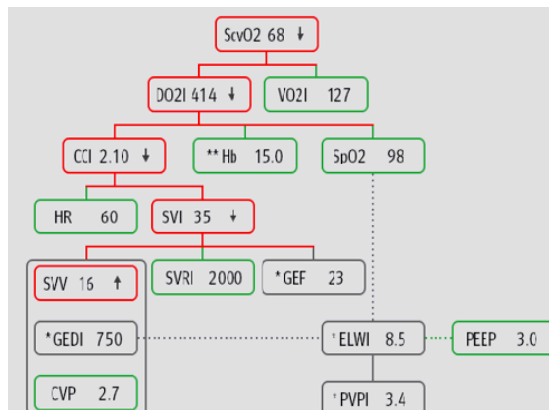 ScvO2 68 ↓
DO2I 414 ↓
VO2I 127
CCI 2.10 ↓
**Hb 15.0
SpO2 98
HR 60
SVI 35 ↓
SVV 16 ↑
SVRI 2000
*GEF 23
*GEDI 750
*ELWI 8.5
PEEP 3.0
CVP 2.7
*PVPI 3.4